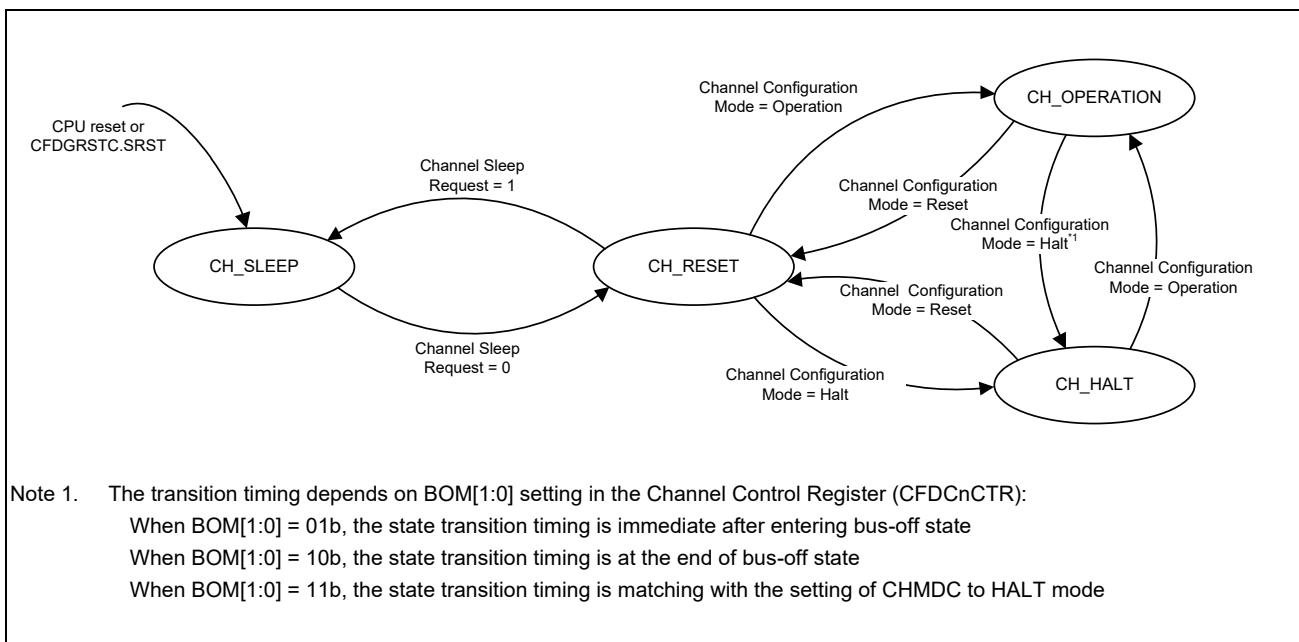 CPU reset or
CFDGRSTC.SRST
Channel Sleep
Request = 1
CH_SLEEP
Channel Sleep
Request = 0
CH_RESET
Channel Configuration
Mode = Operation
CH_OPERATION
Channel Configuration
Mode = Reset
Channel Configuration
Mode = Halt*1
Channel Configuration
Mode = Operation
Channel Configuration
Mode = Reset
Channel Configuration
Mode = Halt
CH_HALT
Note 1. The transition timing depends on BOM[1:0] setting in the Channel Control Register (CFDCnCTR):
When BOM[1:0] = 01b, the state transition timing is immediate after entering bus-off state
When BOM[1:0] = 10b, the state transition timing is at the end of bus-off state
When BOM[1:0] = 11b, the state transition timing is matching with the setting of CHMDC to HALT mode